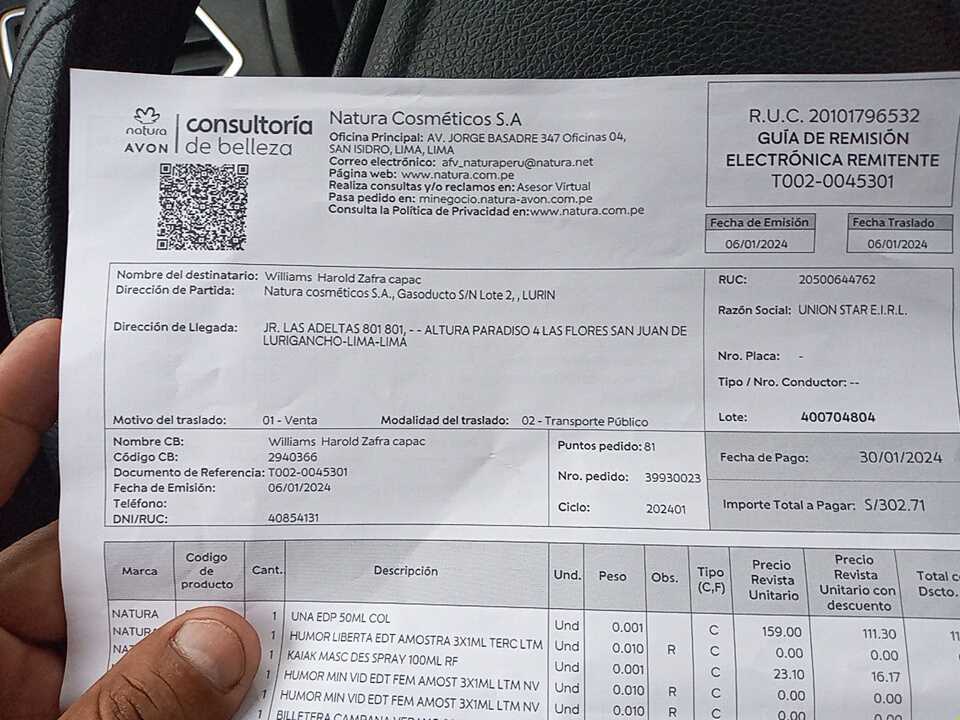 natura
AVON
consultoría
de belleza
Natura Cosméticos S.A
Oficina Principal: AV. JORGE BASADRE 347 Oficinas 04,
SAN ISIDRO, LIMA, LIMA
Correo electrónico: afv_naturaperu@natura.net
Página web: www.natura.com.pe
Realiza consultas y/o reclamos en: Asesor Virtual
Pasa pedido en: minegocio.natura-avon.com.pe
Consulta la Política de Privacidad en:www.natura.com.pe
R.U.C. 20101796532
GUÍA DE REMISIÓN
ELECTRÓNICA REMITENTE
T002-0045301
Fecha de Emisión Fecha Traslado
06/01/2024 06/01/2024
Nombre del destinatario: Williams Harold Zafra capac
Dirección de Partida: Natura cosméticos S.A., Gasoducto S/N Lote 2, , LURIN
Dirección de Llegada: JR. LAS ADELTAS 801 801, - - ALTURA PARADISO 4 LAS FLORES SAN JUAN DE
LURIGANCHO-LIMA-LIMA
Motivo del traslado: 01 - Venta Modalidad del traslado: 02 - Transporte Público
RUC: 20500644762
Razón Social: UNION STAR E.I.R.L.
Nro. Placa: -
Tipo / Nro. Conductor: --
Lote: 400704804
Nombre CB: Williams Harold Zafra capac
Código CB: 2940366
Documento de Referencia: T002-0045301
Fecha de Emisión: 06/01/2024
Teléfono:
DNI/RUC: 40854131
Puntos pedido: 81
Nro. pedido: 39930023
Ciclo: 202401
Fecha de Pago: 30/01/2024
Importe Total a Pagar: S/302.71
Marca Codigo de producto Cant. Descripción Und. Peso Obs. Tipo (C,F) Precio Revista Unitario Precio Revista Unitario con descuento Total Dscto.
NATURA 1 UNA EDP 50ML COL Und 0.001 C 159.00 111.30
1 HUMOR LIBERTA EDT AMOSTRA 3X1ML TERC LTM Und 0.010 R C 0.00 0.00
1 KAIAK MASC DES SPRAY 100ML RF Und 0.001 C 23.10 16.17
1 HUMOR MIN VID EDT FEM AMOST 3X1ML LTM NV Und 0.010 R C 0.00 0.00
1 HUMOR MIN VID EDT FEM AMOST 3X1ML LTM NV Und 0.010 R C 0.00 0.00
1 BILLETERA CAMPANA